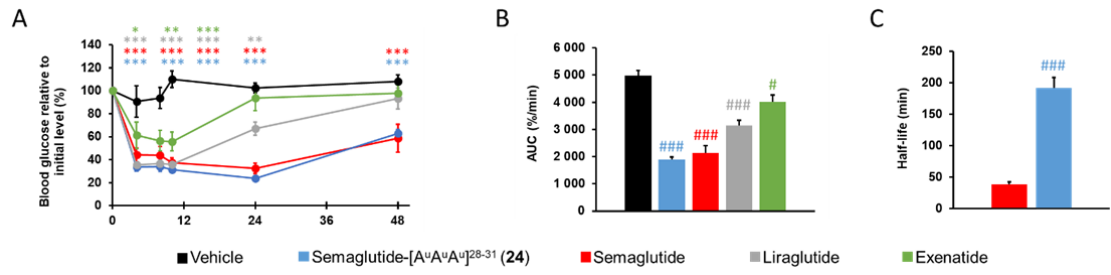 A
* ** ***
*** *** *** **
*** *** *** *** ***
*** *** *** *** ***
Blood glucose relative to
initial level (%)
140
120
100
80
60
40
20
0
0 12 24 36 48
B
AUC (%/min)
6 000
5 000
4 000
3 000
2 000
1 000
0
### ### ### #
C
Half-life (min)
250
200
150
100
50
0
###
Vehicle Semaglutide-[AᵘAᵘAᵘ]²⁸⁻³¹ (24) Semaglutide Liraglutide Exenatide